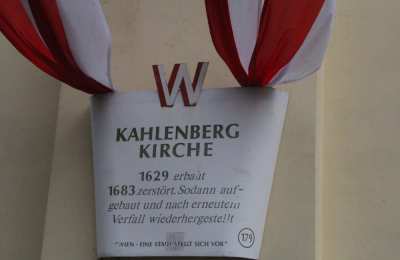 W
KAHLENBERG
KIRCHE
1629 erbaut
1683 zerstört. Sodann auf-
gebaut und nach erneutem
Verfall wiederhergestellt
"WIEN - EINE STADT STELLT SICH VOR"
179